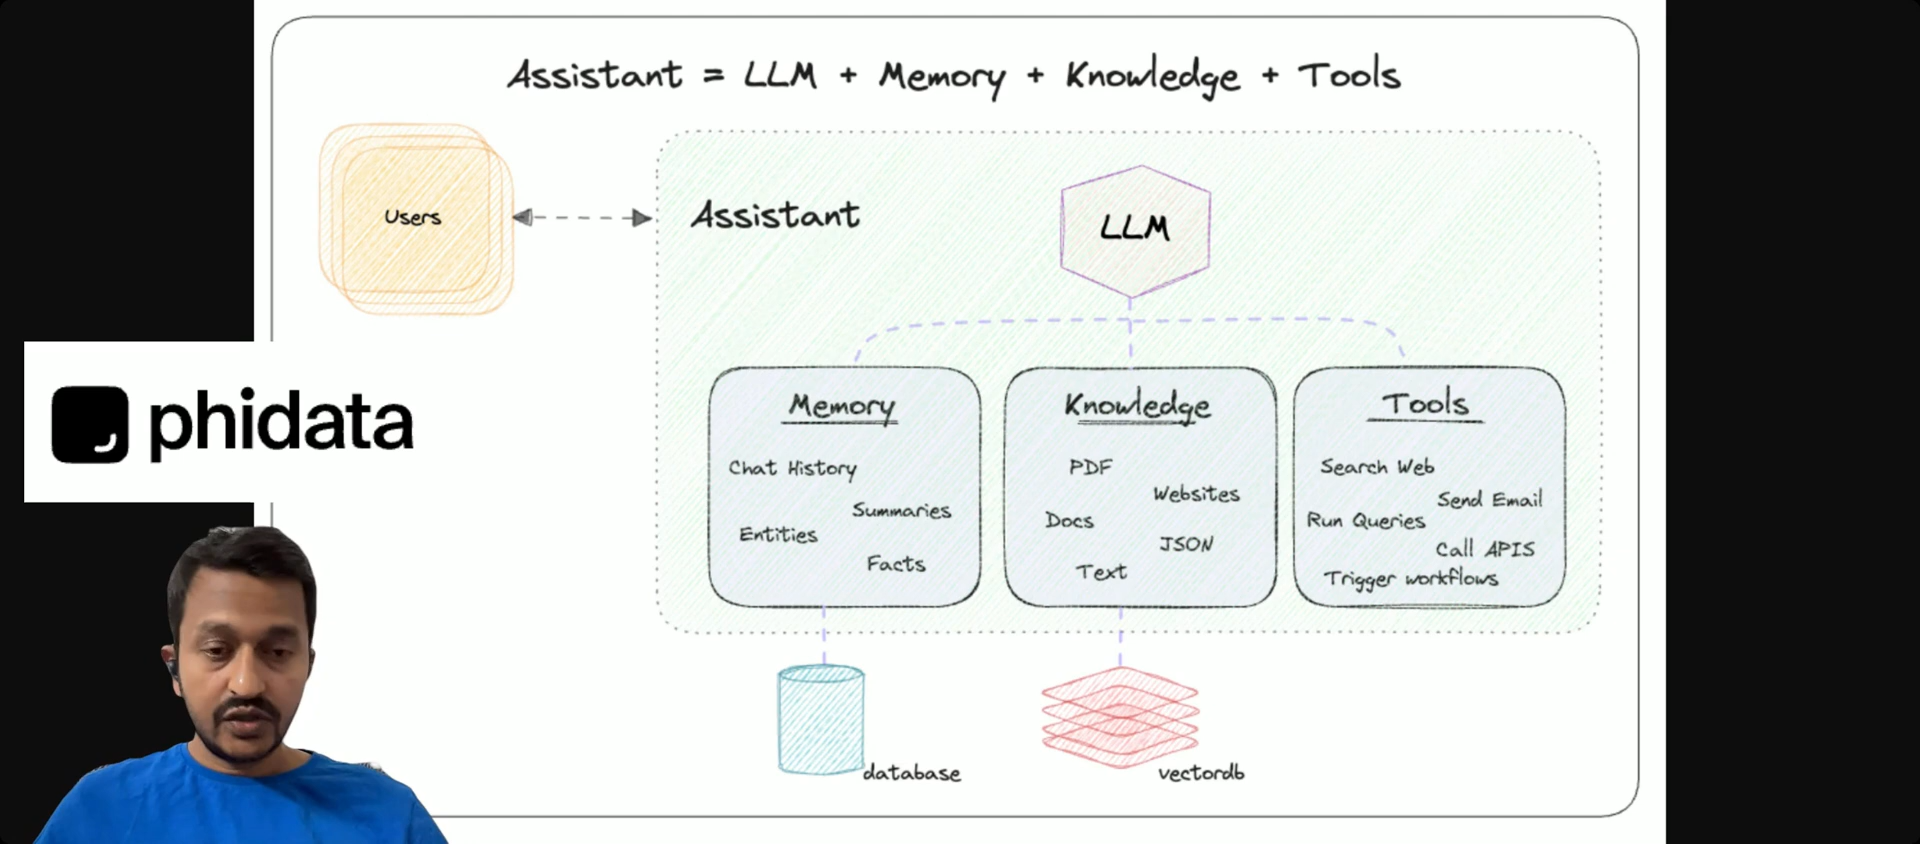 Assistant = LLM + Memory + Knowledge + Tools
Users
Assistant
LLM
phidata
Memory
Chat History
Summaries
Entities
Facts
Knowledge
PDF
Websites
Docs
JSON
Text
Tools
Search Web
Send Email
Run Queries
Call APIS
Trigger workflows
database
vectordb